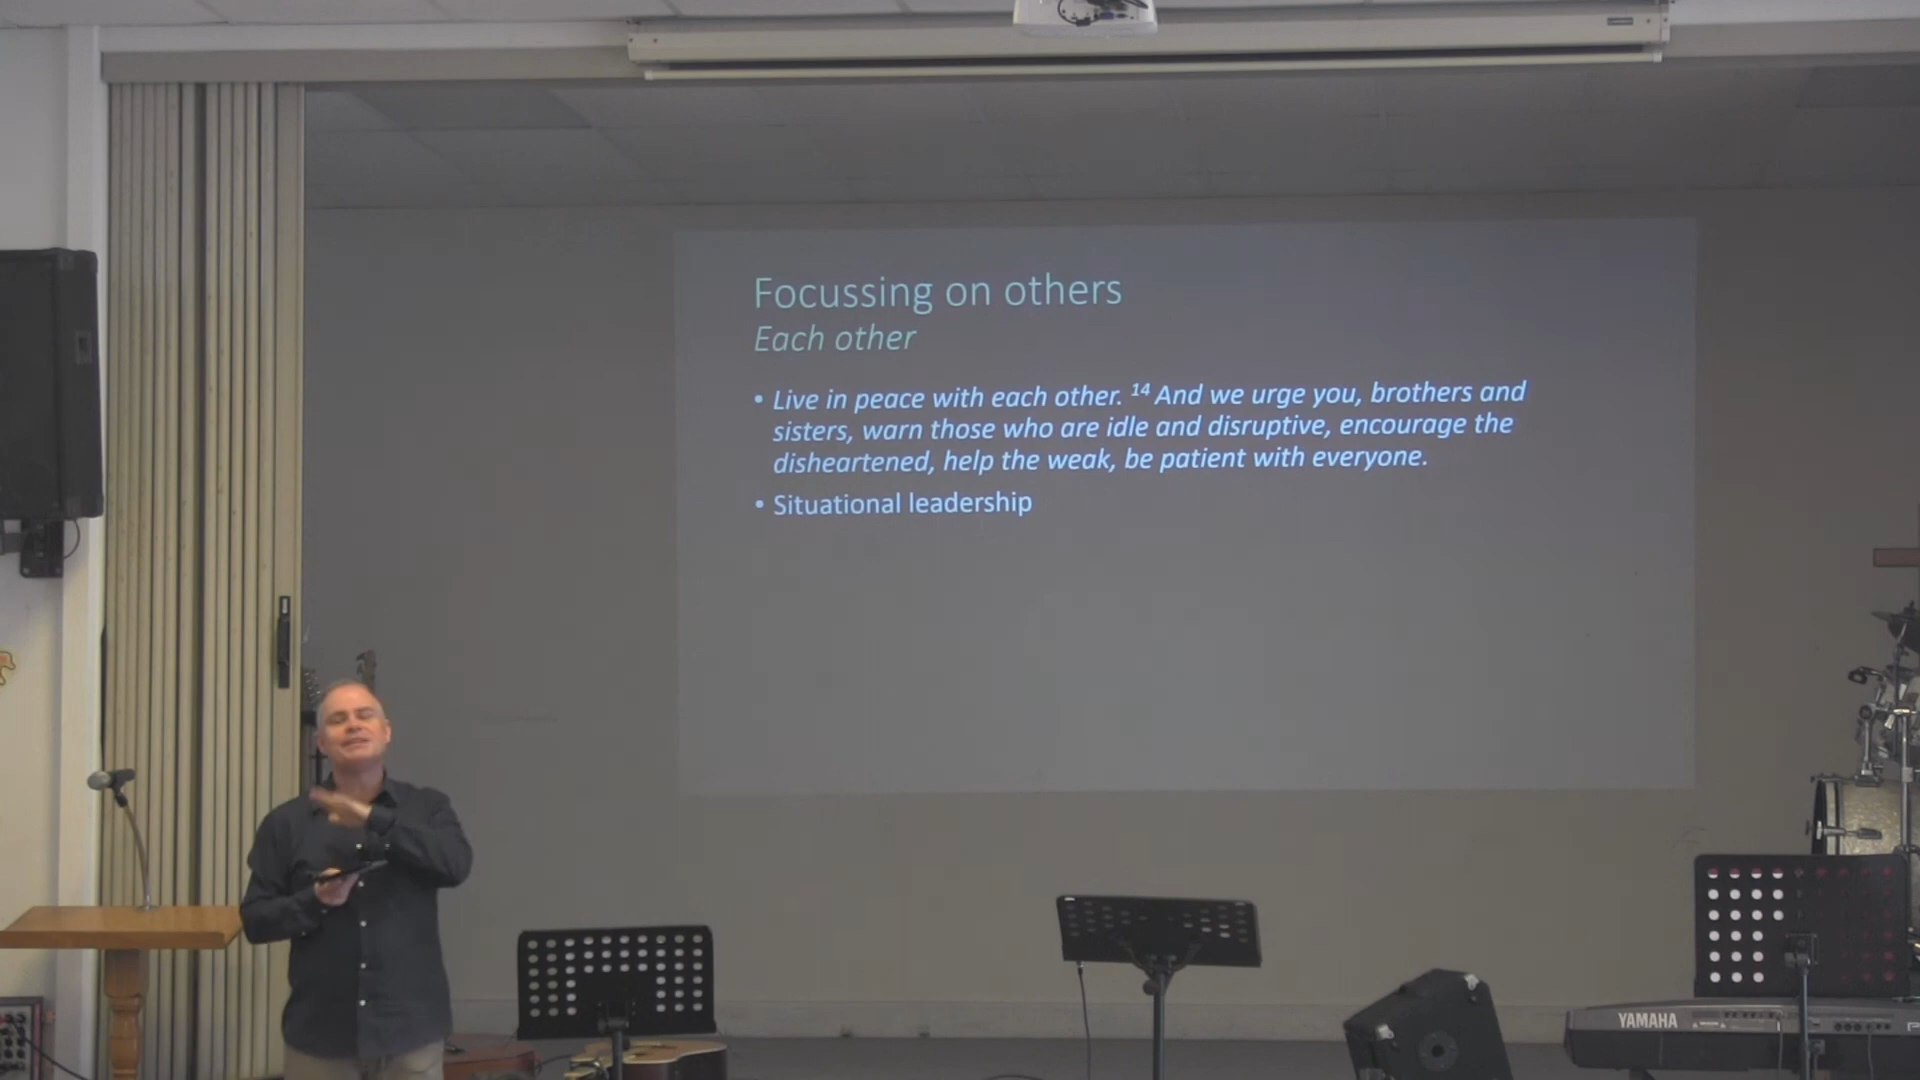 Focussing on others
Each other
• Live in peace with each other. ¹⁴ And we urge you, brothers and
sisters, warn those who are idle and disruptive, encourage the
disheartened, help the weak, be patient with everyone.
• Situational leadership
YAMAHA